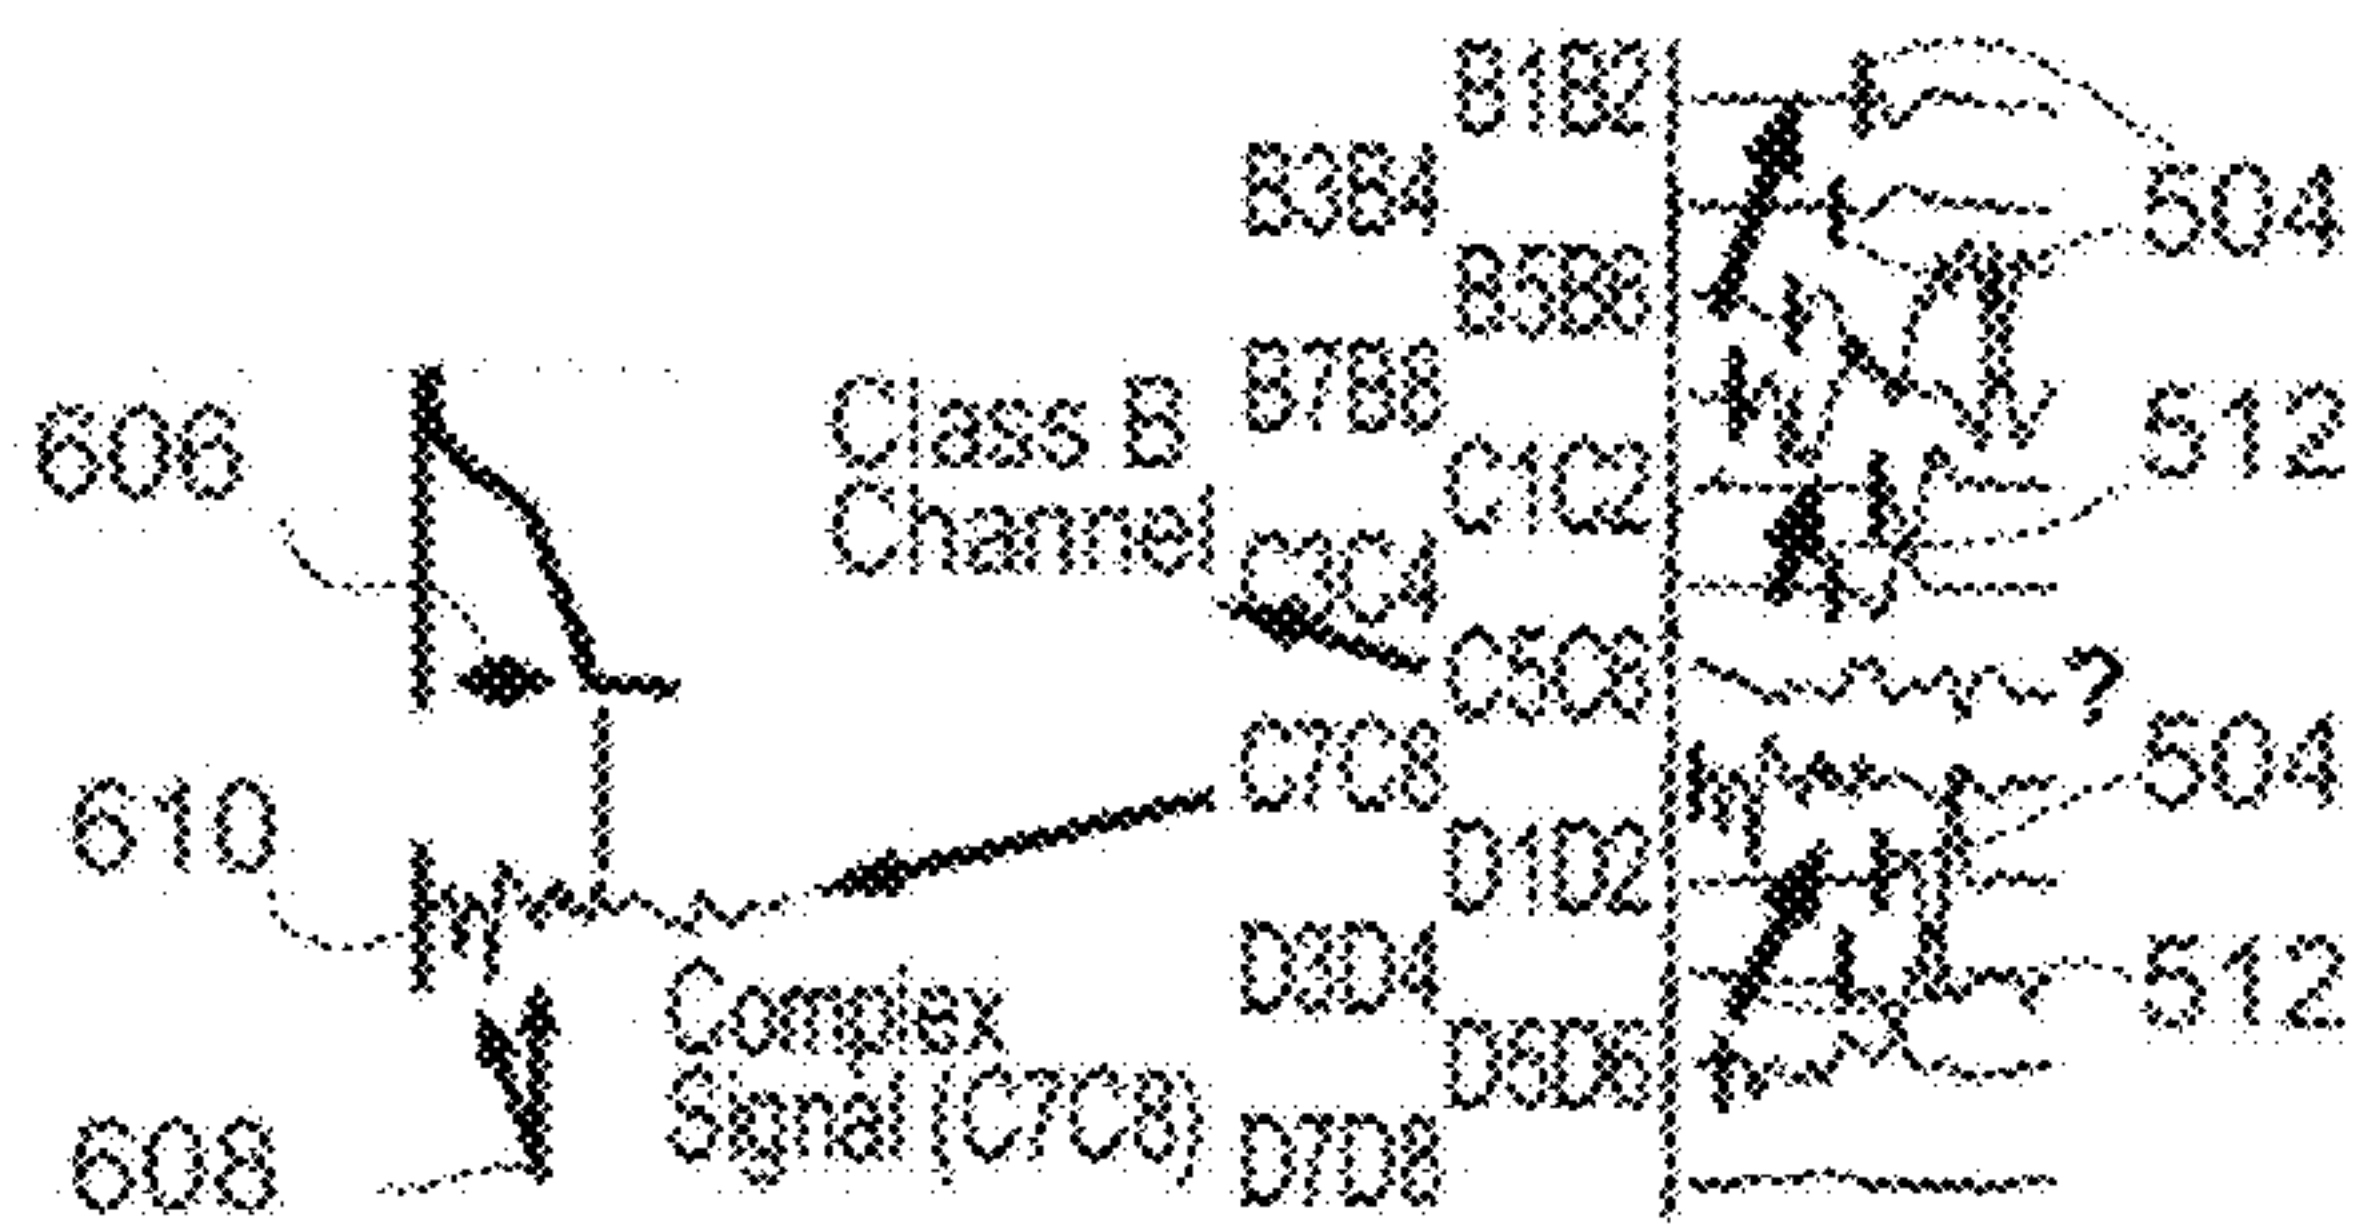 B1B2
B3B4
504
B5B6
B7B8
606
Class B
Channel
C1C2
512
C3C4
C5C6
?
C7C8
504
610
D1D2
D3D4
512
Complex
Signal (C7C8)
D5D6
608
D7D8